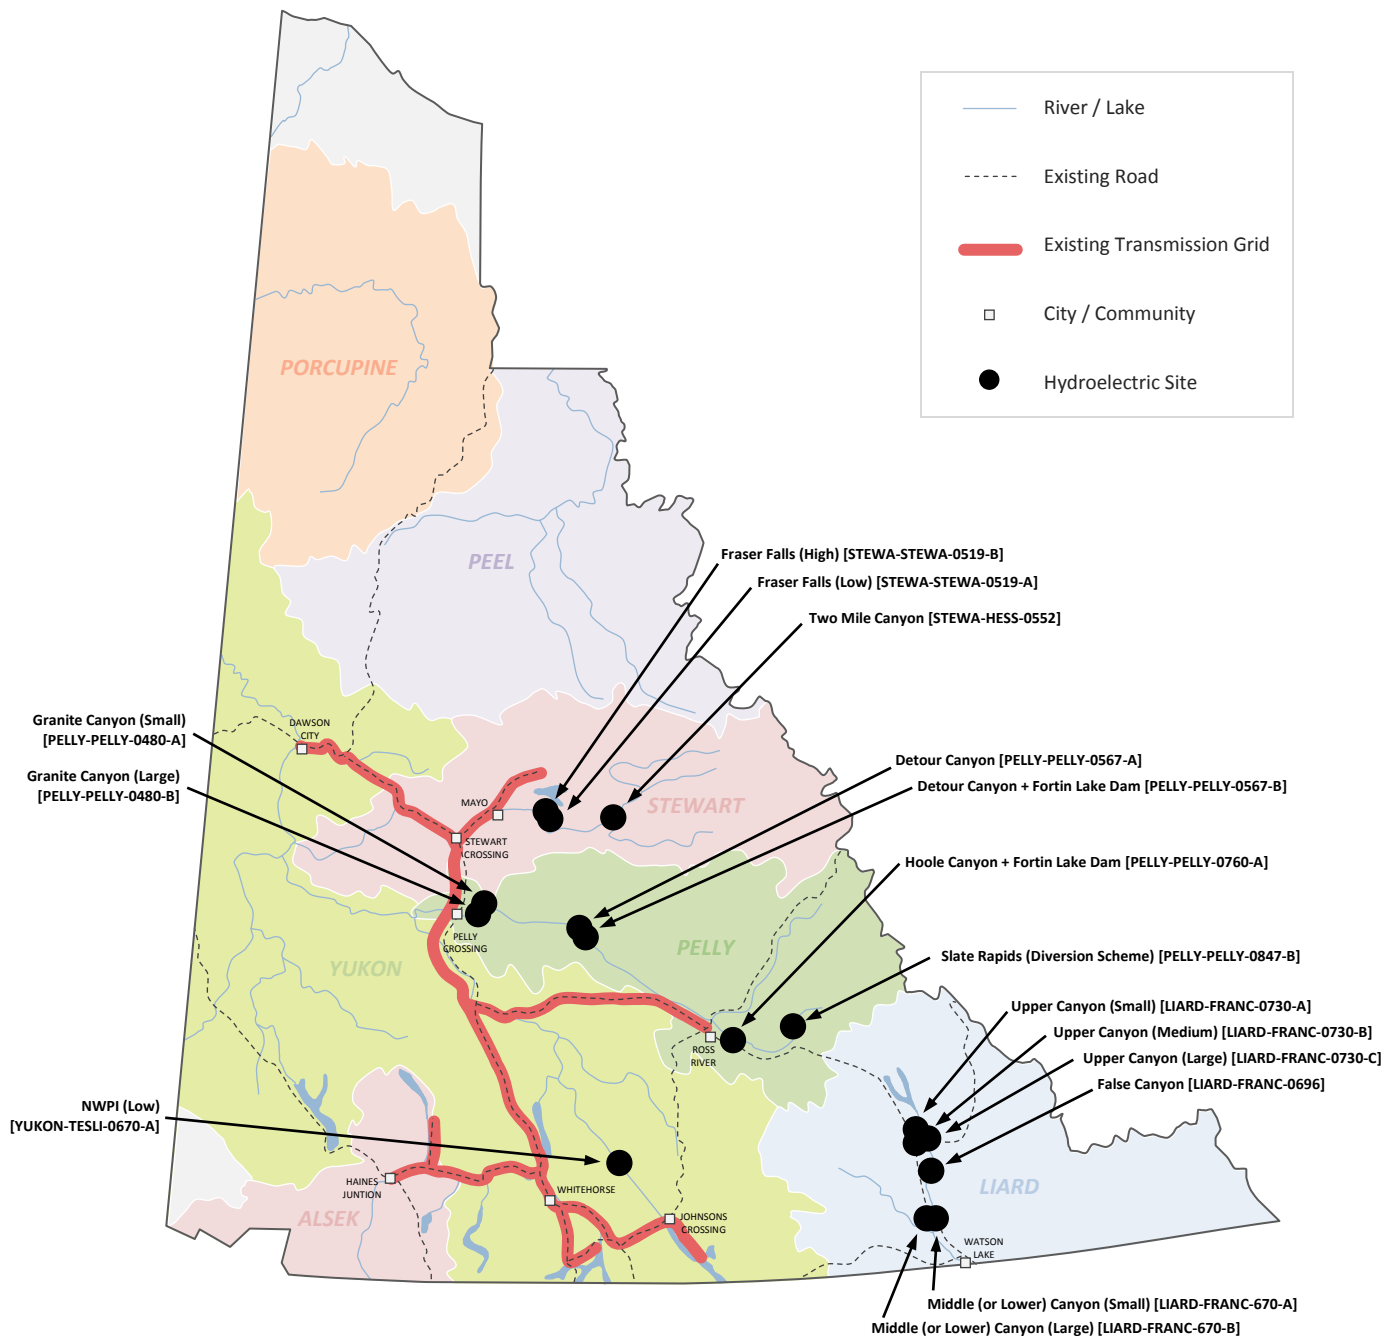 River / Lake
Existing Road
Existing Transmission Grid
City / Community
Hydroelectric Site
PORCUPINE
PEEL
Fraser Falls (High) [STEWA-STEWA-0519-B]
Fraser Falls (Low) [STEWA-STEWA-0519-A]
Two Mile Canyon [STEWA-HESS-0552]
Granite Canyon (Small)
[PELLY-PELLY-0480-A]
Granite Canyon (Large)
[PELLY-PELLY-0480-B]
DAWSON
CITY
MAYO
STEWART
CROSSING
STEWART
Detour Canyon [PELLY-PELLY-0567-A]
Detour Canyon + Fortin Lake Dam [PELLY-PELLY-0567-B]
Hoole Canyon + Fortin Lake Dam [PELLY-PELLY-0760-A]
PELLY
CROSSING
PELLY
YUKON
Slate Rapids (Diversion Scheme) [PELLY-PELLY-0847-B]
ROSS
RIVER
Upper Canyon (Small) [LIARD-FRANC-0730-A]
Upper Canyon (Medium) [LIARD-FRANC-0730-B]
Upper Canyon (Large) [LIARD-FRANC-0730-C]
False Canyon [LIARD-FRANC-0696]
NWPI (Low)
[YUKON-TESLI-0670-A]
HAINES
JUNTION
WHITEHORSE
JOHNSONS
CROSSING
ALSEK
LIARD
WATSON
LAKE
Middle (or Lower) Canyon (Small) [LIARD-FRANC-670-A]
Middle (or Lower) Canyon (Large) [LIARD-FRANC-670-B]